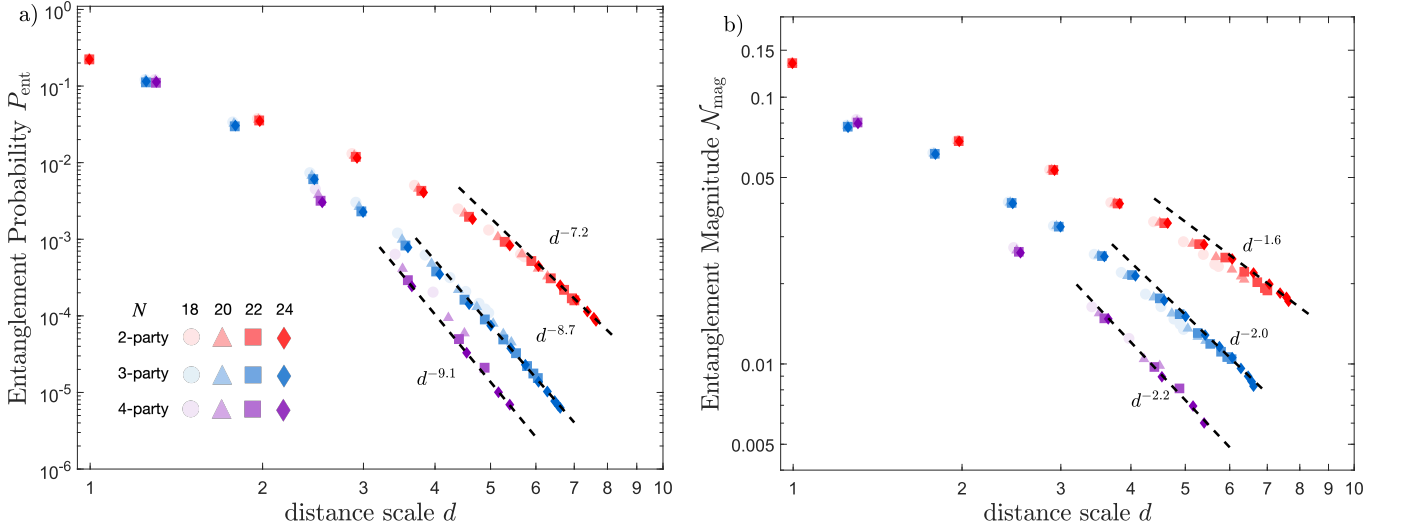 a)
Entanglement Probability P_ent
10^0
10^-1
10^-2
10^-3
10^-4
10^-5
10^-6
d^-7.2
d^-8.7
d^-9.1
N 18 20 22 24
2-party
3-party
4-party
1 2 3 4 5 6 7 8 9 10
distance scale d
b)
Entanglement Magnitude 𝒩_mag
0.15
0.1
0.05
0.01
0.005
d^-1.6
d^-2.0
d^-2.2
1 2 3 4 5 6 7 8 9 10
distance scale d